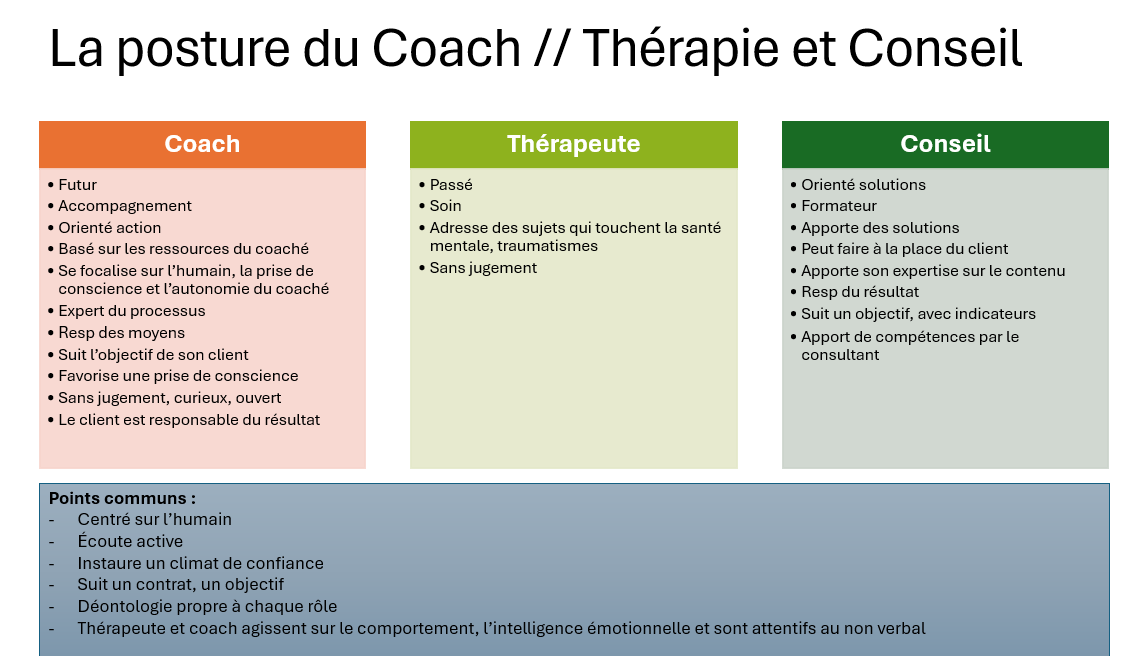 La posture du Coach // Thérapie et Conseil
Coach
• Futur
• Accompagnement
• Orienté action
• Basé sur les ressources du coaché
• Se focalise sur l’humain, la prise de
conscience et l’autonomie du coaché
• Expert du processus
• Resp des moyens
• Suit l’objectif de son client
• Favorise une prise de conscience
• Sans jugement, curieux, ouvert
• Le client est responsable du résultat
Thérapeute
• Passé
• Soin
• Adresse des sujets qui touchent la santé
mentale, traumatismes
• Sans jugement
Conseil
• Orienté solutions
• Formateur
• Apporte des solutions
• Peut faire à la place du client
• Apporte son expertise sur le contenu
• Resp du résultat
• Suit un objectif, avec indicateurs
• Apport de compétences par le
consultant
Points communs :
- Centré sur l’humain
- Écoute active
- Instaure un climat de confiance
- Suit un contrat, un objectif
- Déontologie propre à chaque rôle
- Thérapeute et coach agissent sur le comportement, l’intelligence émotionnelle et sont attentifs au non verbal